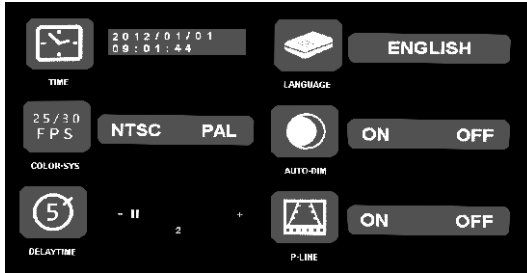 2012/01/01
09:01:44
TIME
ENGLISH
LANGUAGE
25/30
FPS
NTSC PAL
COLOR-SYS
ON OFF
AUTO-DIM
5
- +
2
DELAYTIME
ON OFF
P-LINE